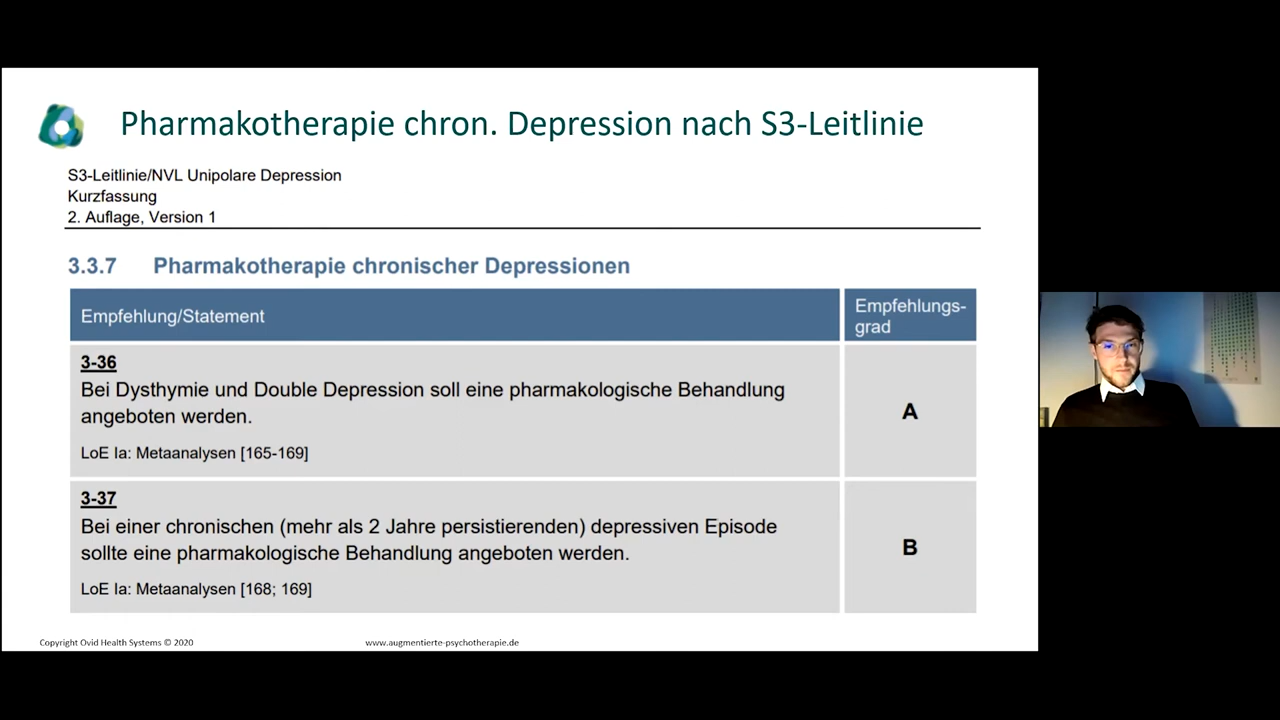 Pharmakotherapie chron. Depression nach S3-Leitlinie
S3-Leitlinie/NVL Unipolare Depression
Kurzfassung
2. Auflage, Version 1
3.3.7 Pharmakotherapie chronischer Depressionen
Empfehlung/Statement
Empfehlungs-
grad
3-36
Bei Dysthymie und Double Depression soll eine pharmakologische Behandlung
angeboten werden.
LoE Ia: Metaanalysen [165-169]
A
3-37
Bei einer chronischen (mehr als 2 Jahre persistierenden) depressiven Episode
sollte eine pharmakologische Behandlung angeboten werden.
LoE Ia: Metaanalysen [168; 169]
B
Copyright Ovid Health Systems © 2020
www.augmentierte-psychotherapie.de